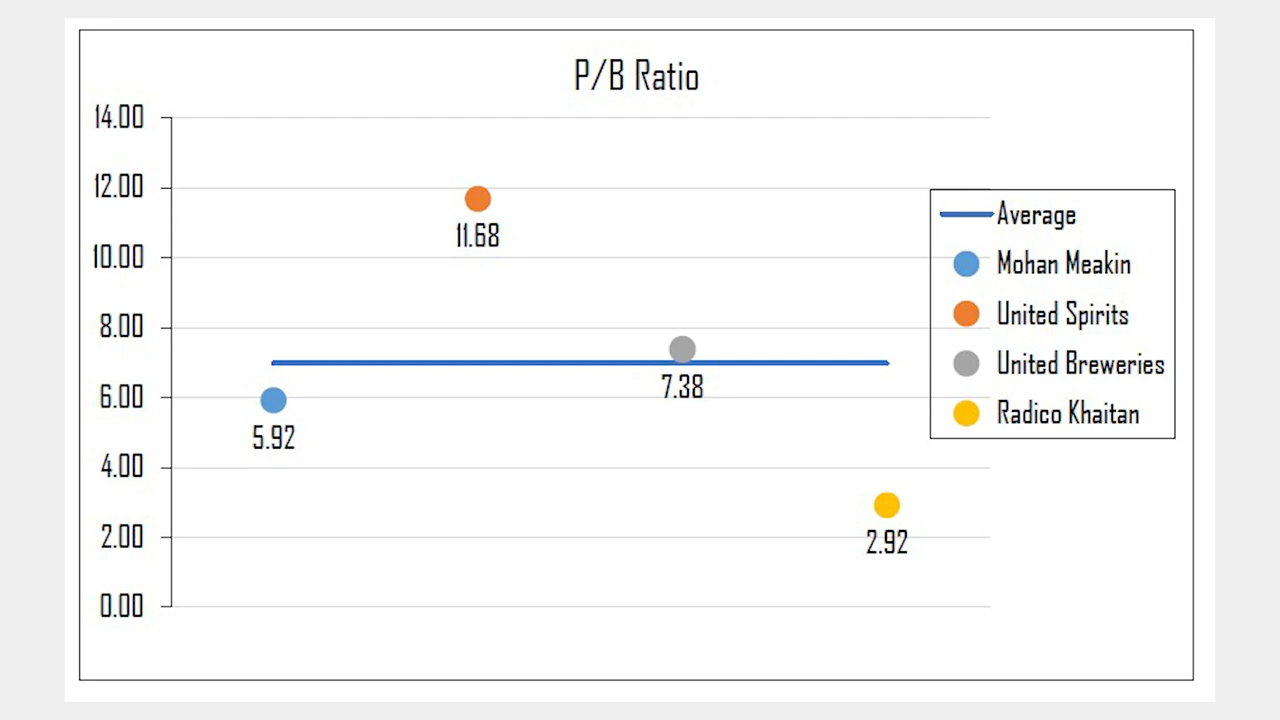 P/B Ratio
14.00
12.00
10.00
8.00
6.00
4.00
2.00
0.00
11.68
7.38
5.92
2.92
Average
Mohan Meakin
United Spirits
United Breweries
Radico Khaitan